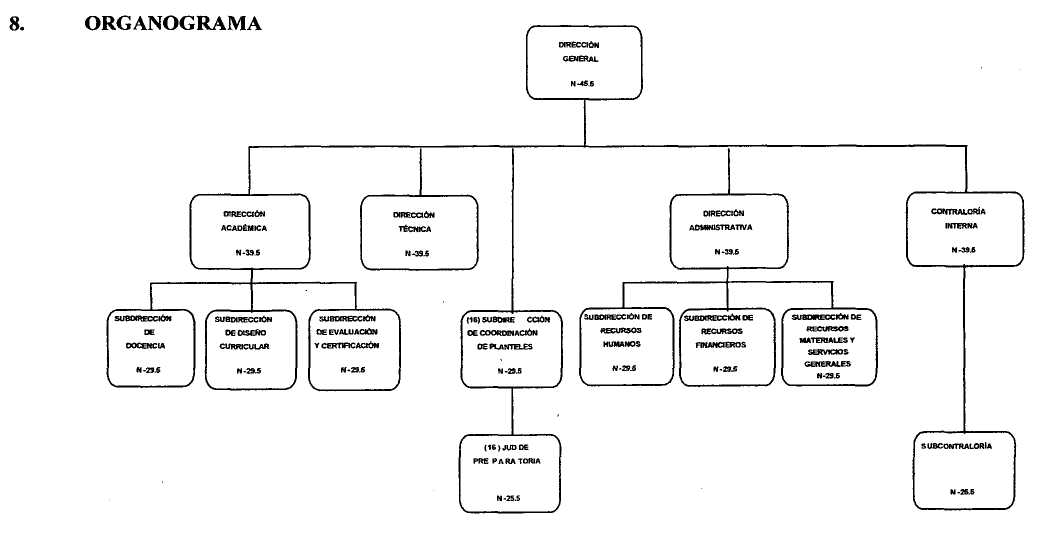 8. ORGANOGRAMA
DIRECCIÓN
GENERAL
N -45.5
DIRECCIÓN
ACADÉMICA
N -39.5
DIRECCIÓN
TÉCNICA
N -39.5
DIRECCIÓN
ADMINISTRATIVA
N -39.5
CONTRALORÍA
INTERNA
N -39.5
SUBDIRECCIÓN
DE
DOCENCIA
N -29.5
SUBDIRECCIÓN
DE DISEÑO
CURRICULAR
N -29.5
SUBDIRECCIÓN
DE EVALUACIÓN
Y CERTIFICACIÓN
N -29.5
(16) SUBDIRE CCIÓN
DE COORDINACIÓN
DE PLANTELES
N -29.5
SUBDIRECCIÓN DE
RECURSOS
HUMANOS
N -29.5
SUBDIRECCIÓN DE
RECURSOS
FINANCIEROS
N -29.5
SUBDIRECCIÓN DE
RECURSOS
MATERIALES Y
SERVICIOS
GENERALES
N -29.5
(16 ) JUD DE
PRE PARA TORIA
N -25.5
SUBCONTRALORÍA
N -25.5